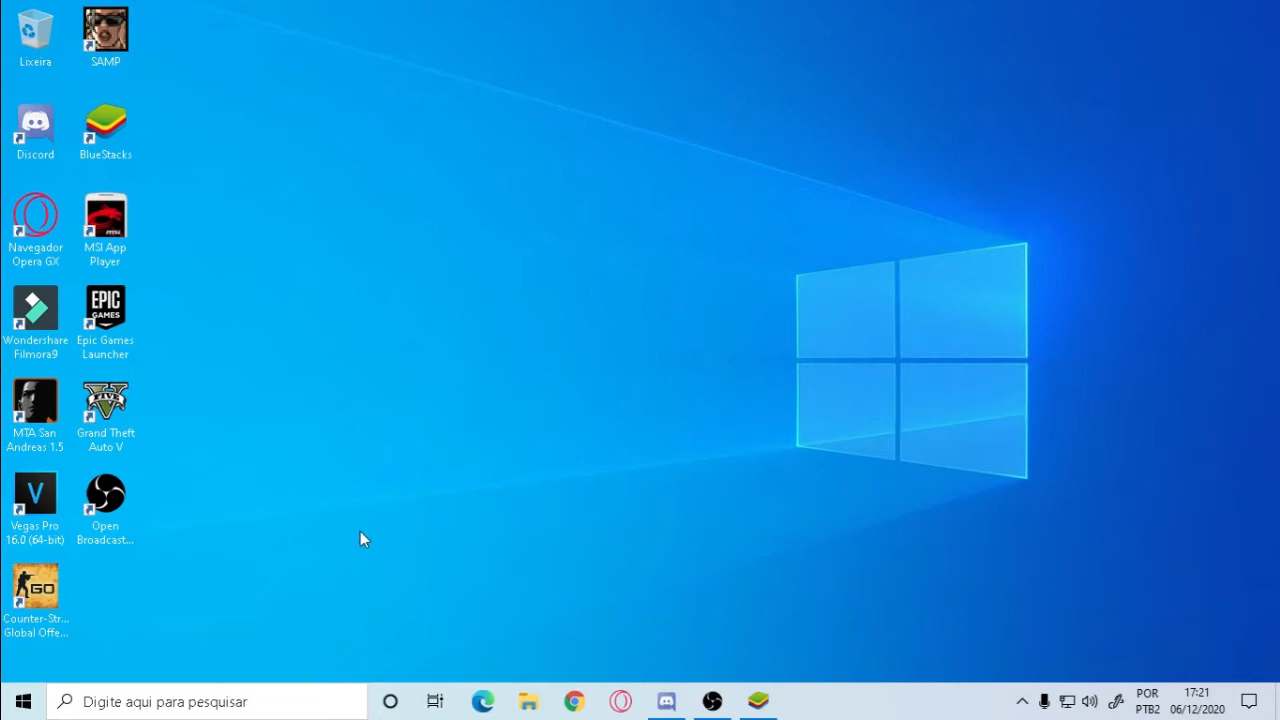 Lixeira
SAMP
Discord
BlueStacks
Navegador
Opera GX
MSI App
Player
EPIC
GAMES
Wondershare
Filmora9
Epic Games
Launcher
FIVE
MTA San
Andreas 1.5
Grand Theft
Auto V
V
Vegas Pro
16.0 (64-bit)
Open
Broadcast...
GO
Counter-Str...
Global Offe...
Digite aqui para pesquisar
POR
PTB2
17:21
06/12/2020